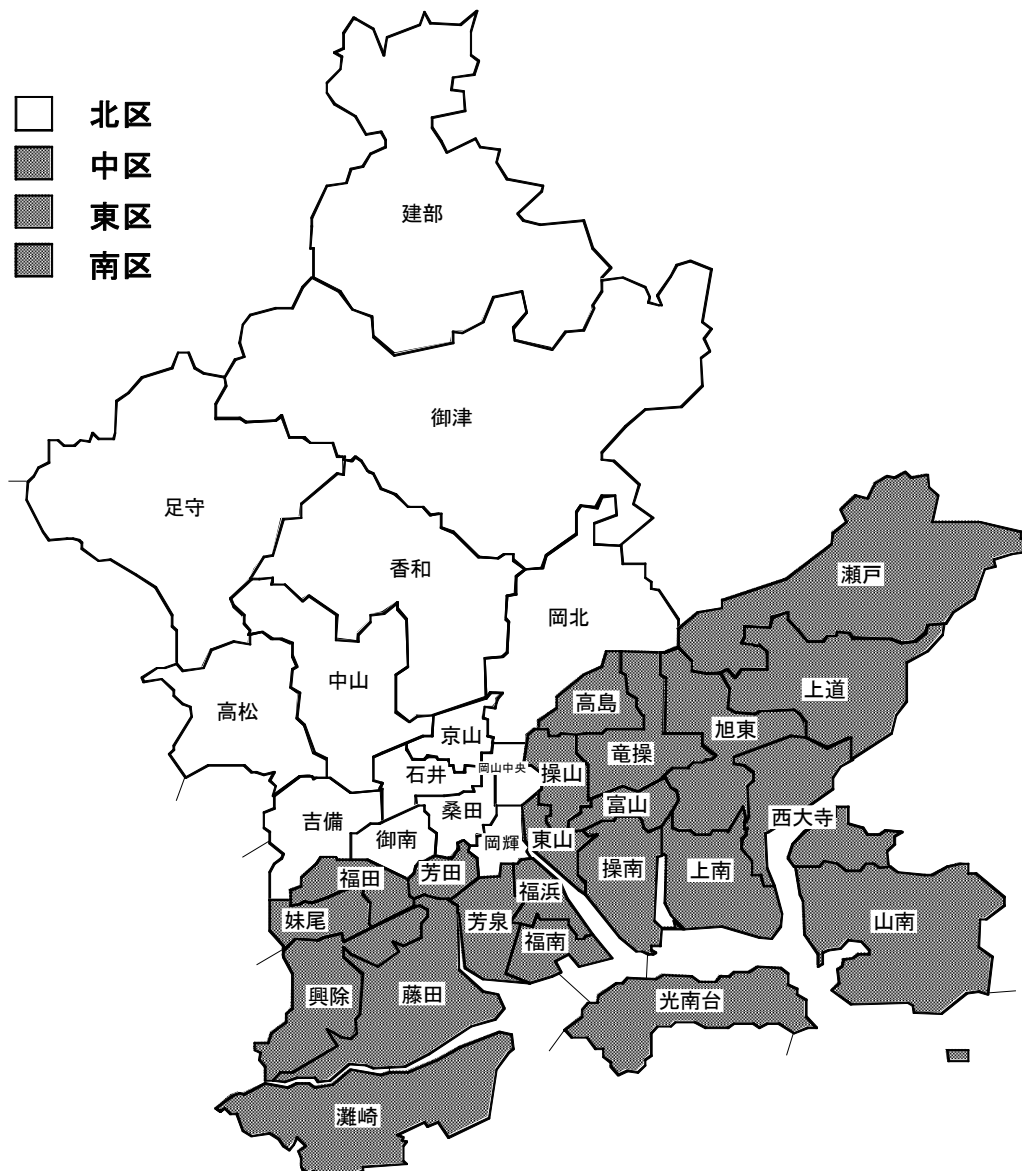 北区
中区
東区
南区
建部
御津
足守
香和
瀬戸
岡北
中山
上道
高松
高島
旭東
京山
竜操
岡山中央
石井
操山
富山
桑田
西大寺
吉備
御南
岡輝
東山
芳田
操南
上南
福田
福浜
妹尾
芳泉
山南
福南
興除
藤田
光南台
灘崎